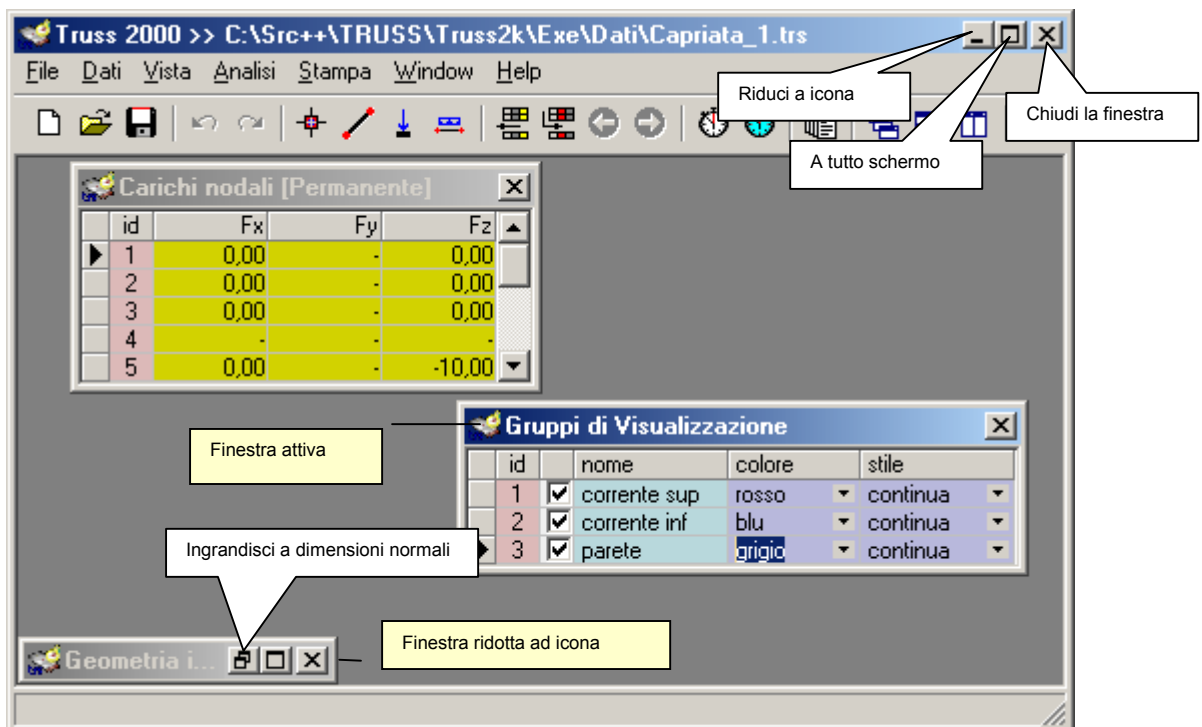 Truss 2000 >> C:\Src++\TRUSS\Truss2k\Exe\Dati\Capriata_1.trs
File Dati Vista Analisi Stampa Window Help
Riduci a icona
Chiudi la finestra
A tutto schermo
Carichi nodali [Permanente]
id Fx Fy Fz
1 0,00 - 0,00
2 0,00 - 0,00
3 0,00 - 0,00
4 - - -
5 0,00 - -10,00
Finestra attiva
Gruppi di Visualizzazione
id nome colore stile
1 corrente sup rosso continua
2 corrente inf blu continua
3 parete grigio continua
Ingrandisci a dimensioni normali
Finestra ridotta ad icona
Geometria i...